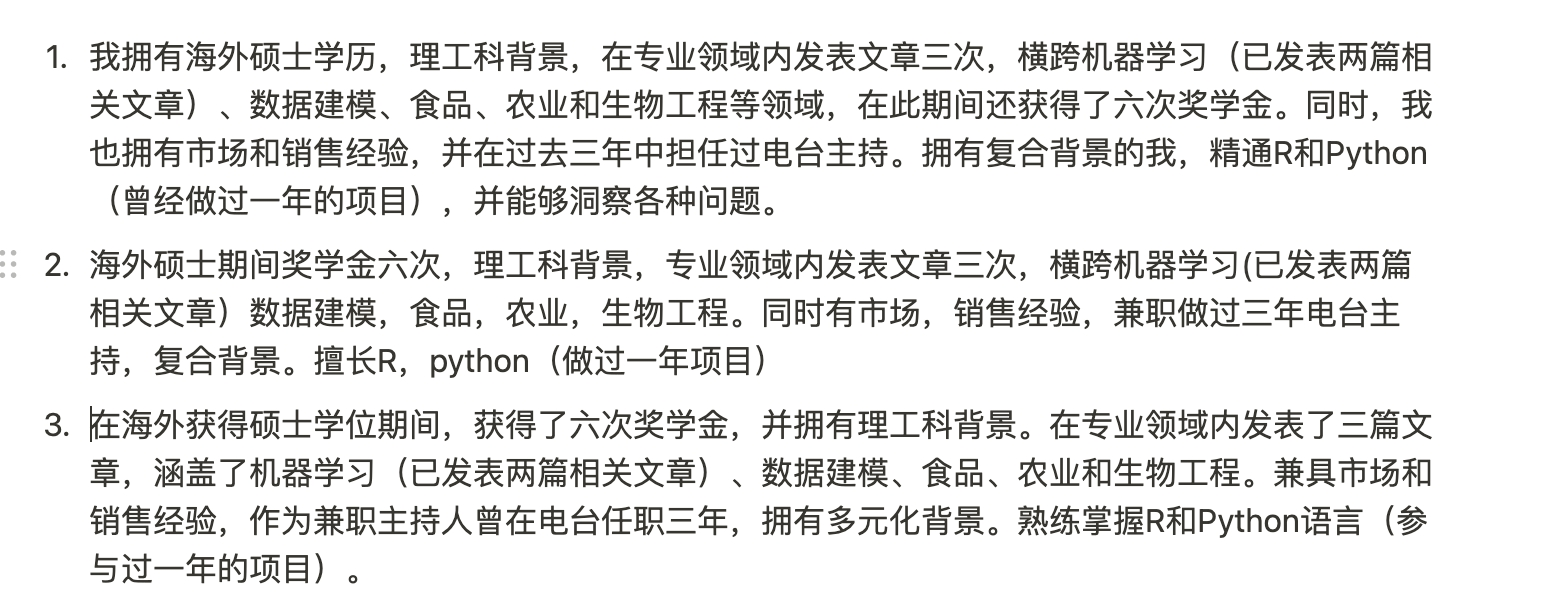 1. 我拥有海外硕士学历，理工科背景，在专业领域内发表文章三次，横跨机器学习（已发表两篇相
关文章）、数据建模、食品、农业和生物工程等领域，在此期间还获得了六次奖学金。同时，我
也拥有市场和销售经验，并在过去三年中担任过电台主持。拥有复合背景的我，精通R和Python
（曾经做过一年的项目），并能够洞察各种问题。
2. 海外硕士期间奖学金六次，理工科背景，专业领域内发表文章三次，横跨机器学习(已发表两篇
相关文章）数据建模，食品，农业，生物工程。同时有市场，销售经验，兼职做过三年电台主
持，复合背景。擅长R，python（做过一年项目）
3. 在海外获得硕士学位期间，获得了六次奖学金，并拥有理工科背景。在专业领域内发表了三篇文
章，涵盖了机器学习（已发表两篇相关文章）、数据建模、食品、农业和生物工程。兼具市场和
销售经验，作为兼职主持人曾在电台任职三年，拥有多元化背景。熟练掌握R和Python语言（参
与过一年的项目）。